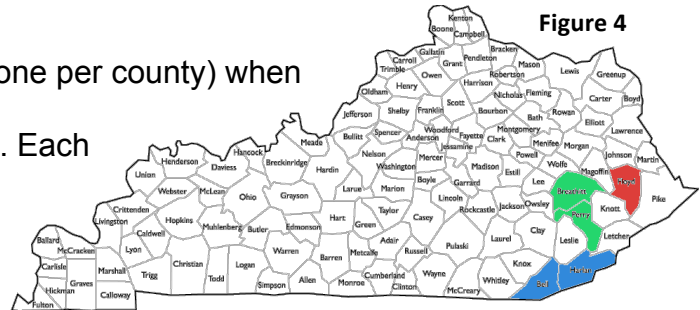 Figure 4
one per county) when
. Each
Kenton
Boone Campbell
Gallatin Bracken
Carroll Grant Pendleton Mason
Trimble Owen Robertson Lewis Greenup
Oldham Henry Harrison
Nicholas Fleming Carter Boyd
Jefferson Shelby Franklin Scott Bourbon Rowan
Bath Elliott
Meade Bullitt Spencer Anderson Woodford Fayette Clark Montgomery Lawrence
Hancock Jessamine Menifee Morgan
Henderson Daviess Breckinridge Nelson Mercer Powell Johnson Martin
Union Hardin Washington Madison Estill Wolfe Magoffin
Webster McLean Ohio Larue Marion Boyle Garrard Lee Breathitt Floyd
Crittenden Grayson Lincoln Jackson Owsley Knott Pike
Livingston Hopkins Taylor Casey Rockcastle Perry
Caldwell Muhlenberg Butler Edmonson Hart Green Clay Letcher
Ballard McCracken Lyon Warren Adair Pulaski Laurel Leslie
Carlisle Marshall Christian Logan Barren Metcalfe Russell Knox
Hickman Graves Trigg Todd Simpson Allen Monroe Cumberland Wayne Whitley Bell Harlan
Fulton Calloway Clinton McCreary